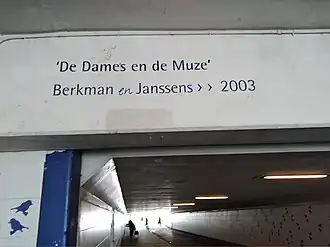 'De Dames en de Muze'
Berkman en Janssens >> 2003